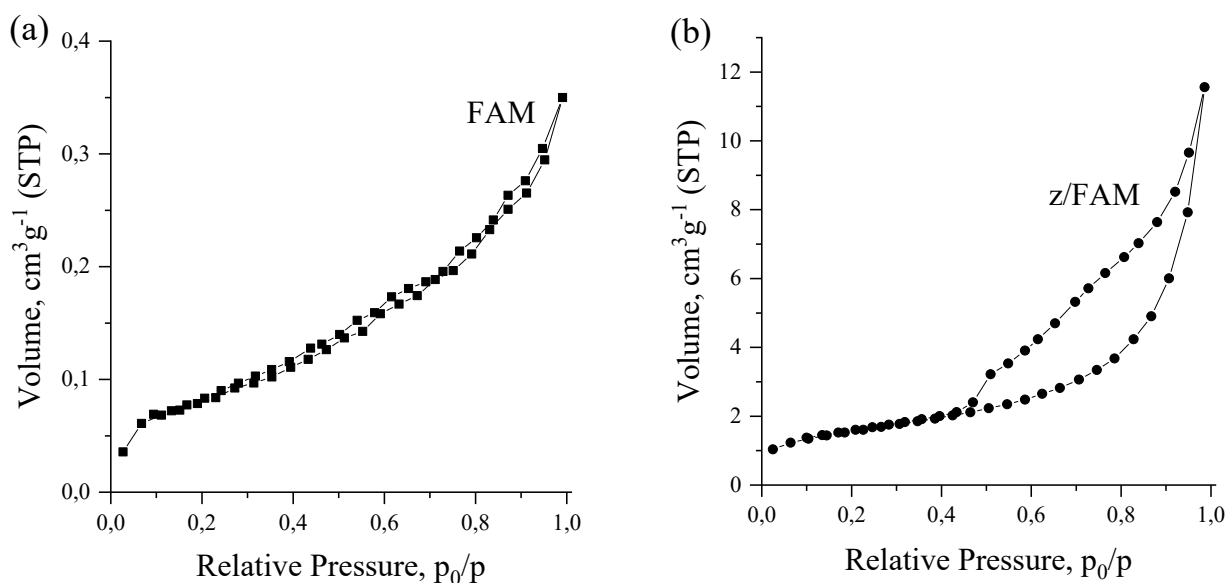 (a)
0,4
0,3
0,2
0,1
0,0
Volume, cm³g⁻¹ (STP)
FAM
0,0 0,2 0,4 0,6 0,8 1,0
Relative Pressure, p₀/p
(b)
12
10
8
6
4
2
0
Volume, cm³g⁻¹ (STP)
z/FAM
0,0 0,2 0,4 0,6 0,8 1,0
Relative Pressure, p₀/p